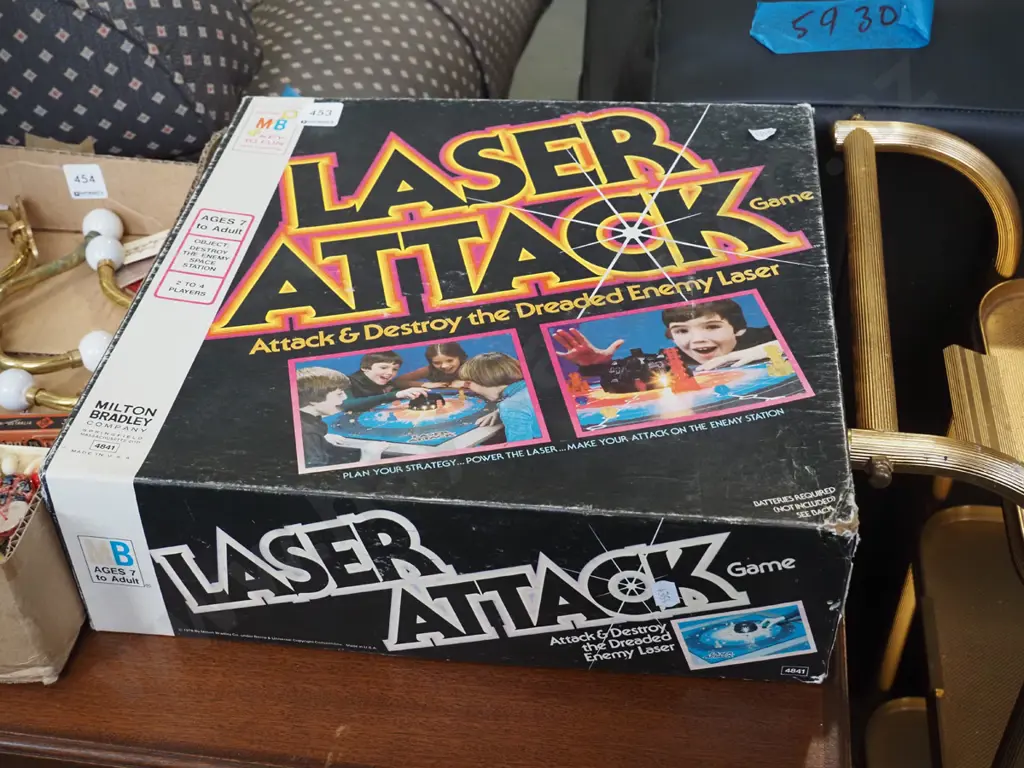 5930
453
454
MB
LASER
ATTACK
Game
Attack & Destroy the Dreaded Enemy Laser
AGES 7
to Adult
OBJECT:
DESTROY
THE ENEMY
SPACE
STATION
2 TO 4
PLAYERS
MILTON
BRADLEY
COMPANY
SPRINGFIELD
MASSACHUSETTS
4841
MADE IN U.S.A.
PLAN YOUR STRATEGY...POWER THE LASER...MAKE YOUR ATTACK ON THE ENEMY STATION
BATTERIES REQUIRED
(NOT INCLUDED)
SEE BACK
MB
AGES 7
to Adult
LASER
ATTACK
Game
Attack & Destroy
the Dreaded
Enemy Laser
4841